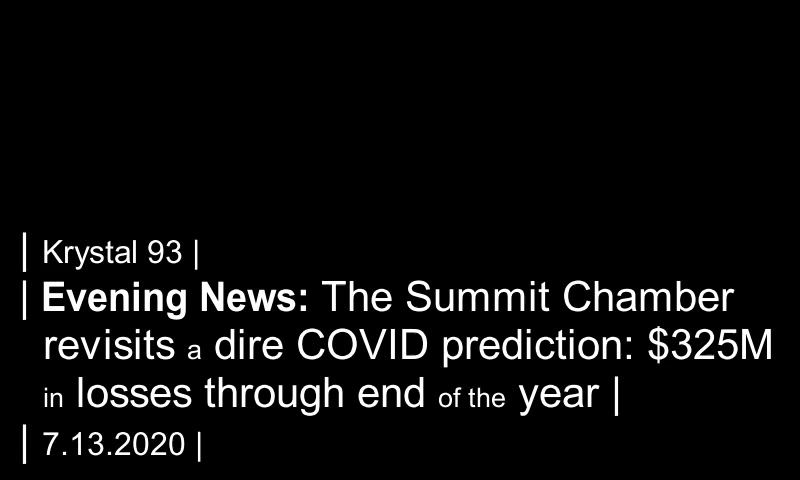 | Krystal 93 |
| Evening News: The Summit Chamber
revisits a dire COVID prediction: $325M
in losses through end of the year |
| 7.13.2020 |